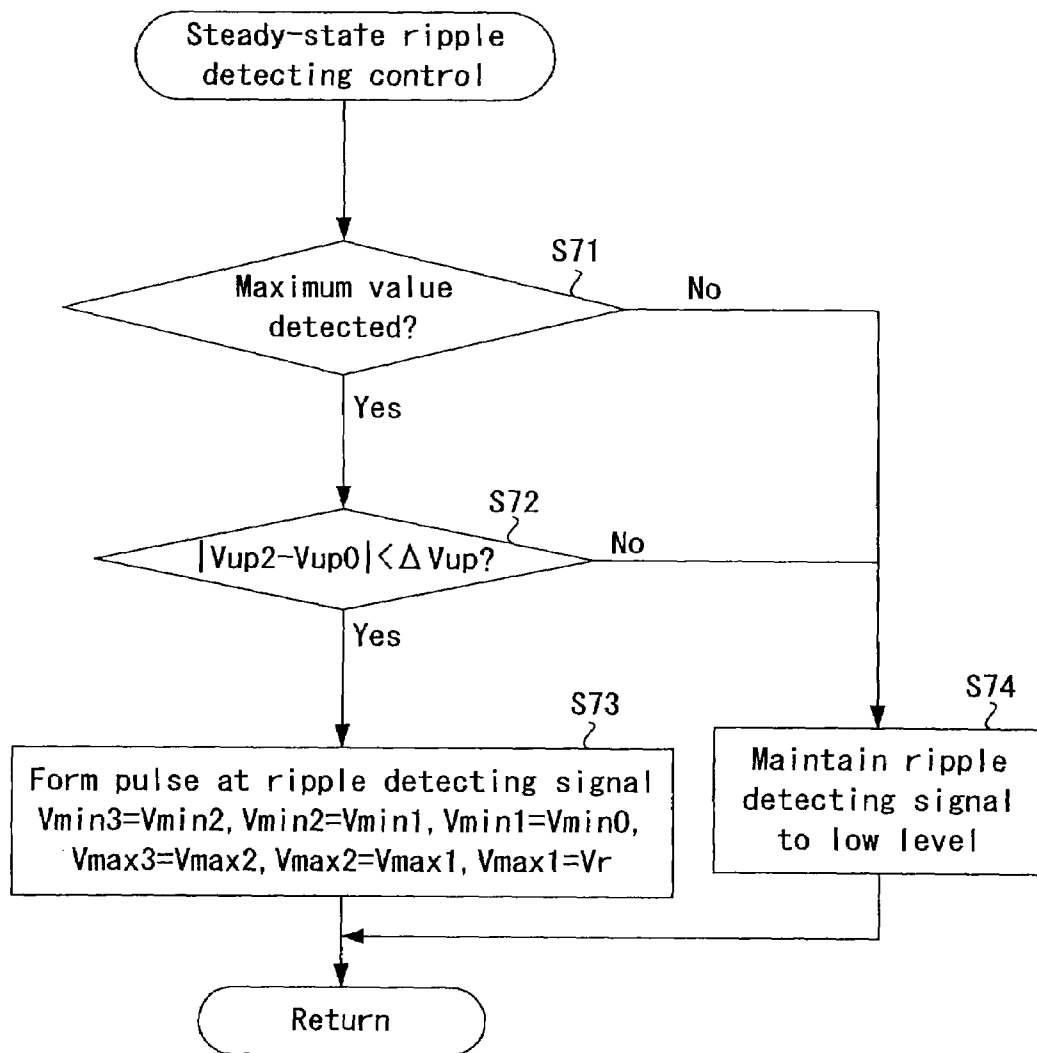 Steady-state ripple
detecting control
S71
Maximum value
detected?
No
Yes
S72
|Vup2-Vup0|<Δ Vup?
No
Yes
S73
Form pulse at ripple detecting signal
Vmin3=Vmin2, Vmin2=Vmin1, Vmin1=Vmin0,
Vmax3=Vmax2, Vmax2=Vmax1, Vmax1=Vr
S74
Maintain ripple
detecting signal
to low level
Return